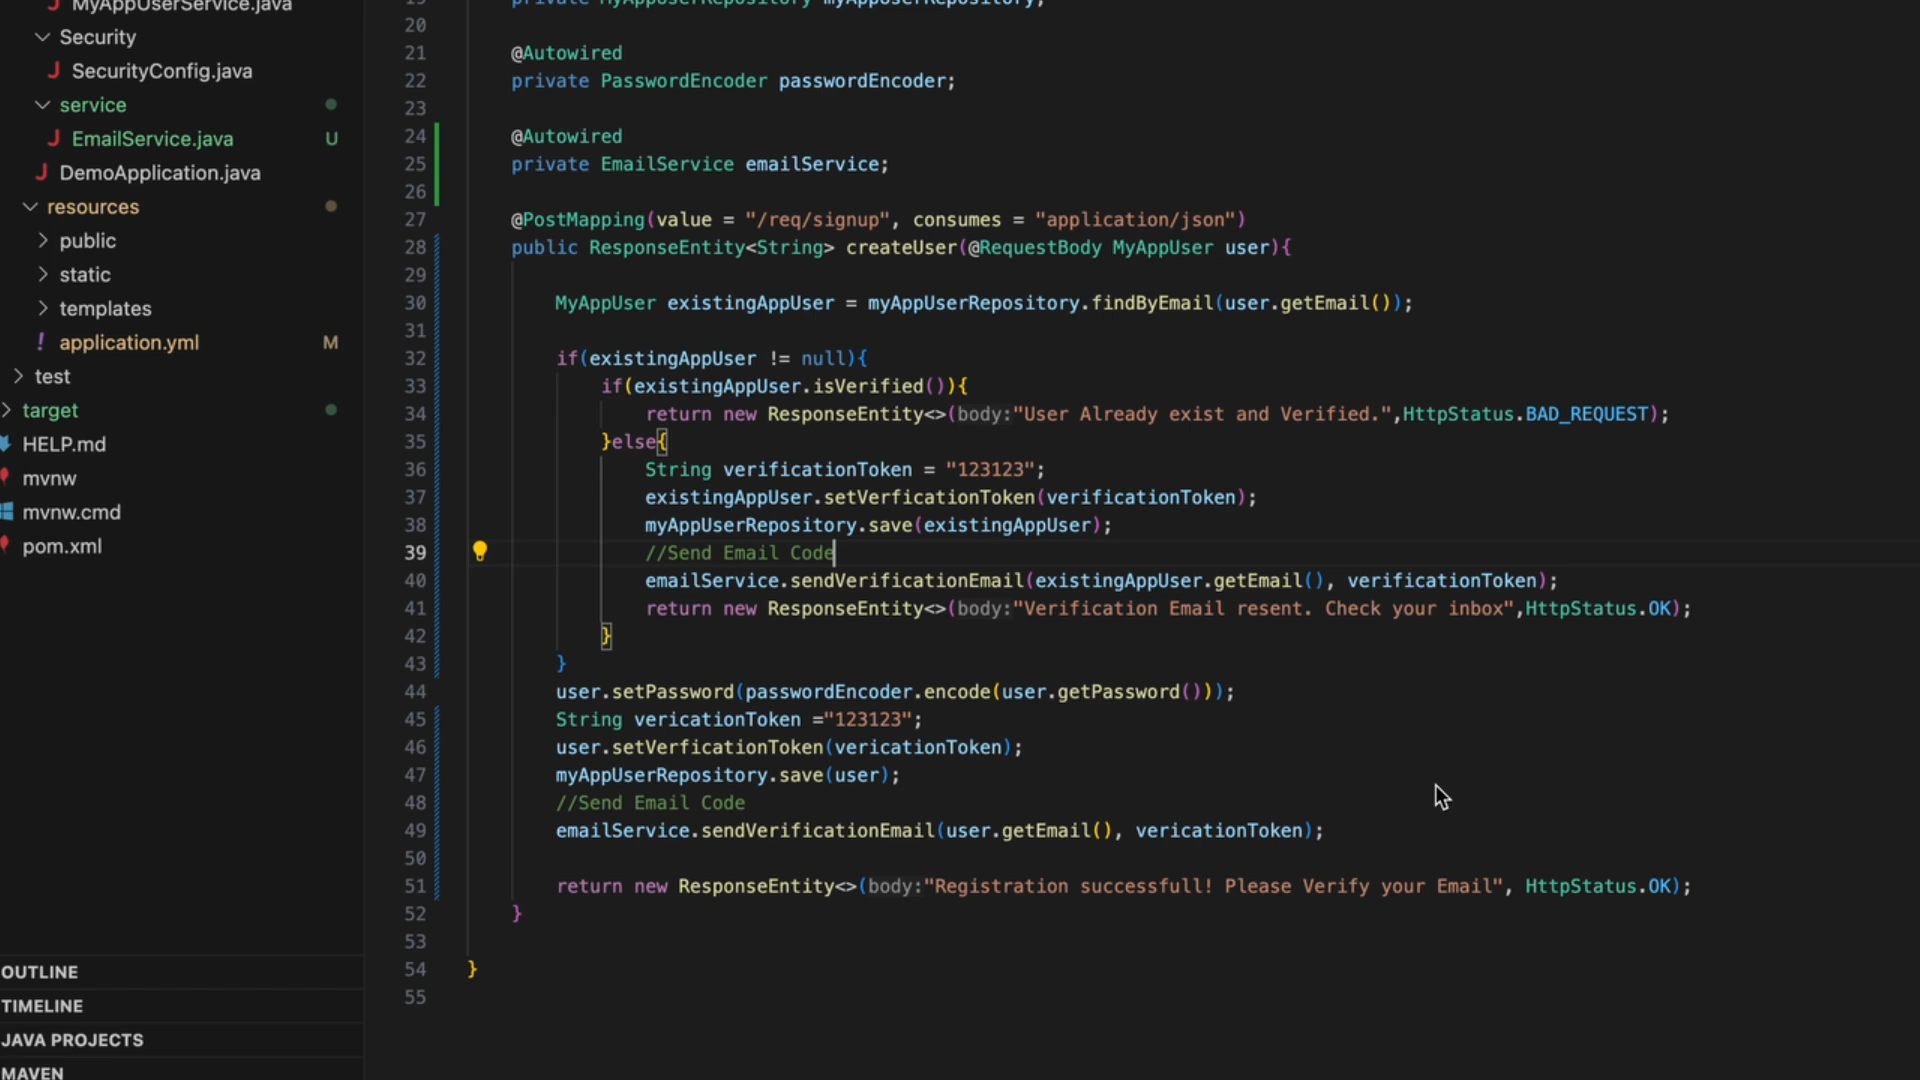 MyAppUserService.java
Security
SecurityConfig.java
service
EmailService.java U
DemoApplication.java
resources
public
static
templates
! application.yml M
test
target
HELP.md
mvnw
mvnw.cmd
pom.xml
OUTLINE
TIMELINE
JAVA PROJECTS
MAVEN
19 private MyAppUserRepository myAppUserRepository;
20
21 @Autowired
22 private PasswordEncoder passwordEncoder;
23
24 @Autowired
25 private EmailService emailService;
26
27 @PostMapping(value = "/req/signup", consumes = "application/json")
28 public ResponseEntity<String> createUser(@RequestBody MyAppUser user){
29
30 MyAppUser existingAppUser = myAppUserRepository.findByEmail(user.getEmail());
31
32 if(existingAppUser != null){
33 if(existingAppUser.isVerified()){
34 return new ResponseEntity<>(body:"User Already exist and Verified.",HttpStatus.BAD_REQUEST);
35 }else{
36 String verificationToken = "123123";
37 existingAppUser.setVerficationToken(verificationToken);
38 myAppUserRepository.save(existingAppUser);
39 //Send Email Code
40 emailService.sendVerificationEmail(existingAppUser.getEmail(), verificationToken);
41 return new ResponseEntity<>(body:"Verification Email resent. Check your inbox",HttpStatus.OK);
42 }
43 }
44 user.setPassword(passwordEncoder.encode(user.getPassword()));
45 String vericationToken ="123123";
46 user.setVerficationToken(vericationToken);
47 myAppUserRepository.save(user);
48 //Send Email Code
49 emailService.sendVerificationEmail(user.getEmail(), vericationToken);
50
51 return new ResponseEntity<>(body:"Registration successfull! Please Verify your Email", HttpStatus.OK);
52 }
53
54 }
55